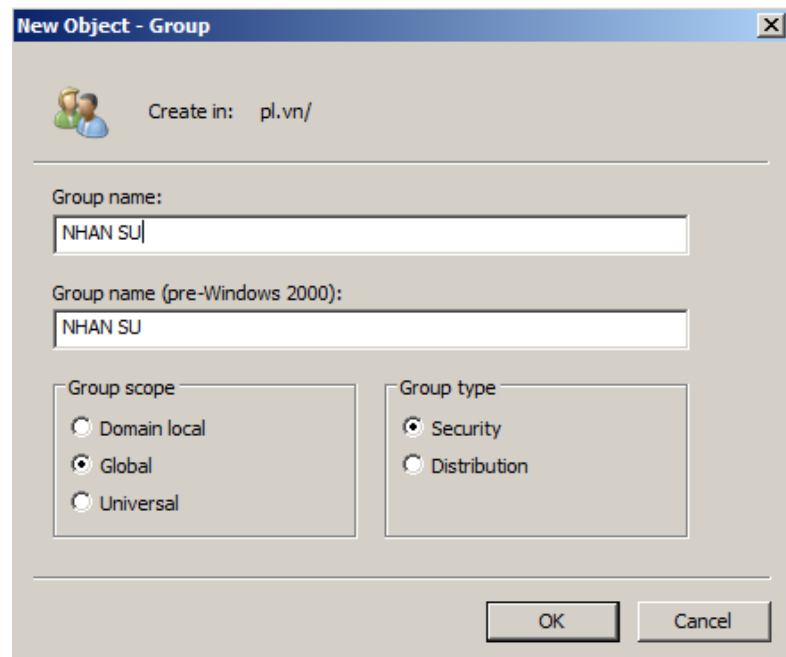 New Object - Group
Create in: pl.vn/
Group name:
NHAN SU
Group name (pre-Windows 2000):
NHAN SU
Group scope
Domain local
Global
Universal
Group type
Security
Distribution
OK
Cancel